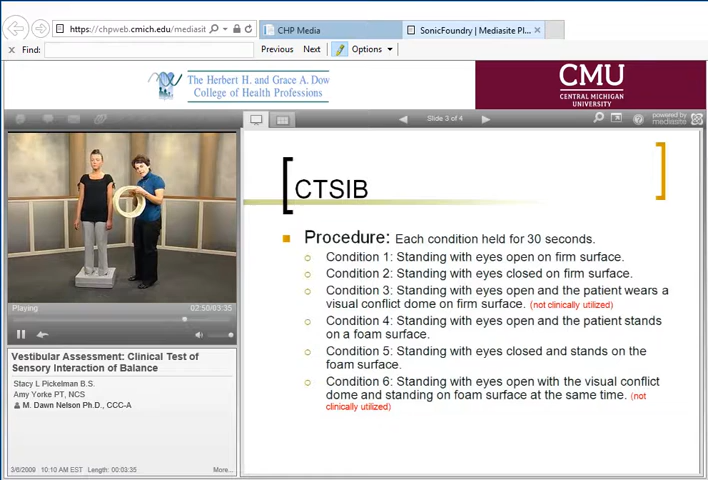 https://chpweb.cmich.edu/mediasit
CHP Media
SonicFoundry | Mediasite Pl...
x Find:
Previous Next Options
The Herbert H. and Grace A. Dow
College of Health Professions
CMU
CENTRAL MICHIGAN
UNIVERSITY
Slide 3 of 4
powered by
mediasite
CTSIB
Procedure: Each condition held for 30 seconds.
Condition 1: Standing with eyes open on firm surface.
Condition 2: Standing with eyes closed on firm surface.
Condition 3: Standing with eyes open and the patient wears a
visual conflict dome on firm surface. (not clinically utilized)
Condition 4: Standing with eyes open and the patient stands
on a foam surface.
Condition 5: Standing with eyes closed and stands on the
foam surface.
Condition 6: Standing with eyes open with the visual conflict
dome and standing on foam surface at the same time. (not
clinically utilized)
Playing
02:50/03:35
Vestibular Assessment: Clinical Test of
Sensory Interaction of Balance
Stacy L Pickelman B.S.
Amy Yorke PT, NCS
M. Dawn Nelson Ph.D., CCC-A
3/6/2009 10:10 AM EST Length: 00:03:35
More...